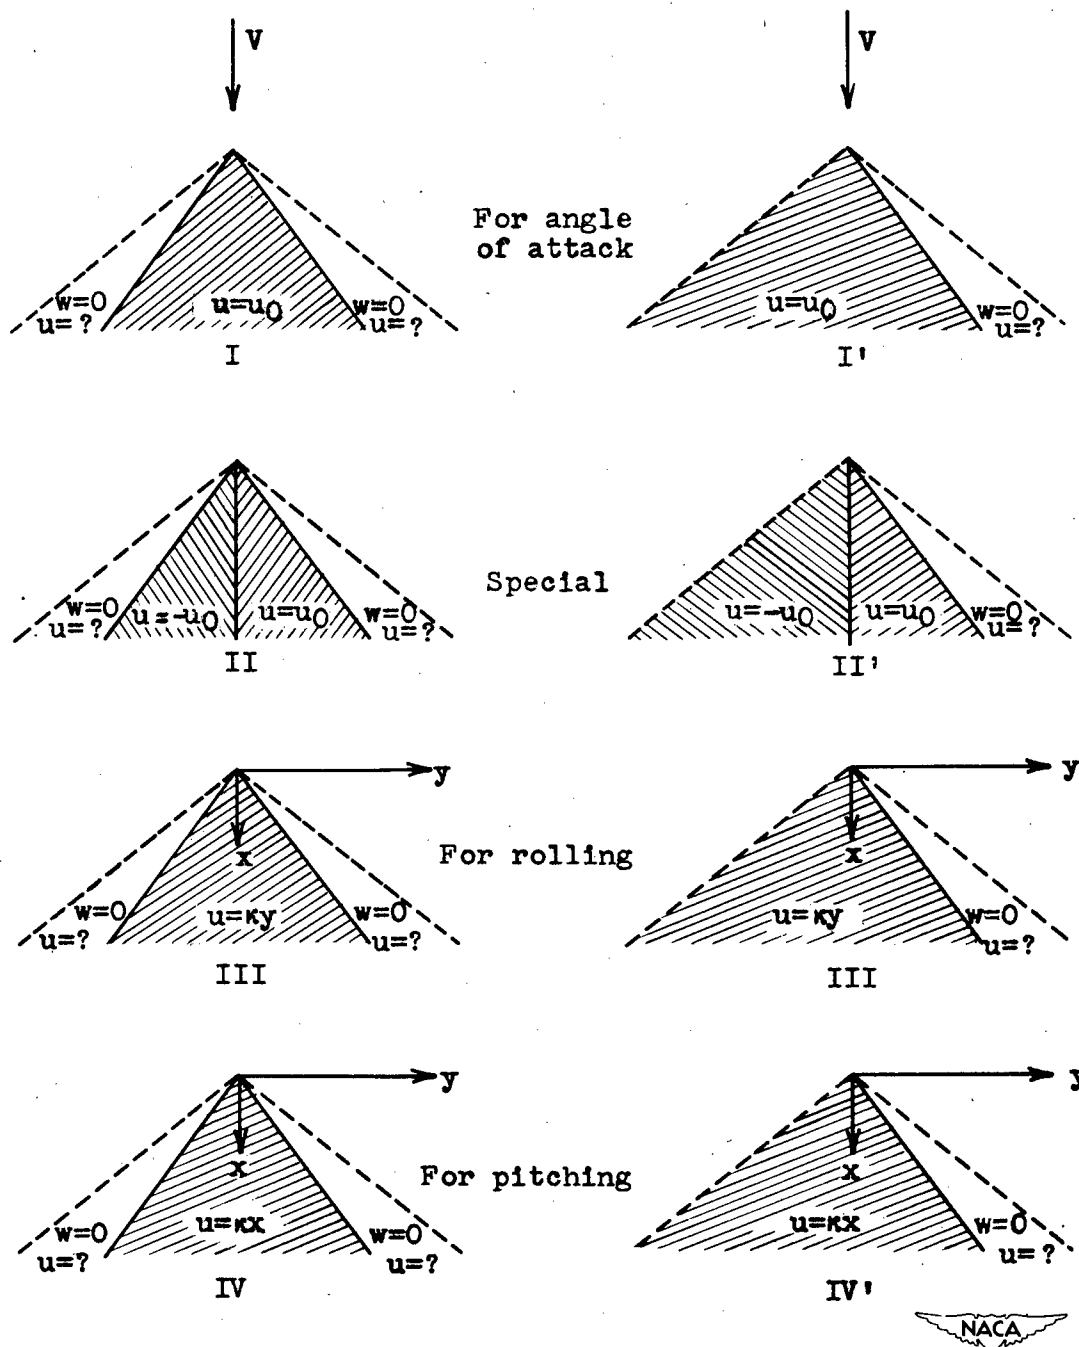 V
V
For angle
of attack
w=0
u=?
u=u0
w=0
u=?
I
u=u0
w=0
u=?
I'
Special
w=0
u=?
u=-u0
u=u0
w=0
u=?
II
u=-u0
u=u0
w=0
u=?
II'
y
y
x
For rolling
x
w=0
u=?
u=κy
w=0
u=?
III
u=κy
w=0
u=?
III
y
y
x
For pitching
x
w=0
u=?
u=κx
w=0
u=?
IV
u=κx
w=0
u=?
IV'
NACA